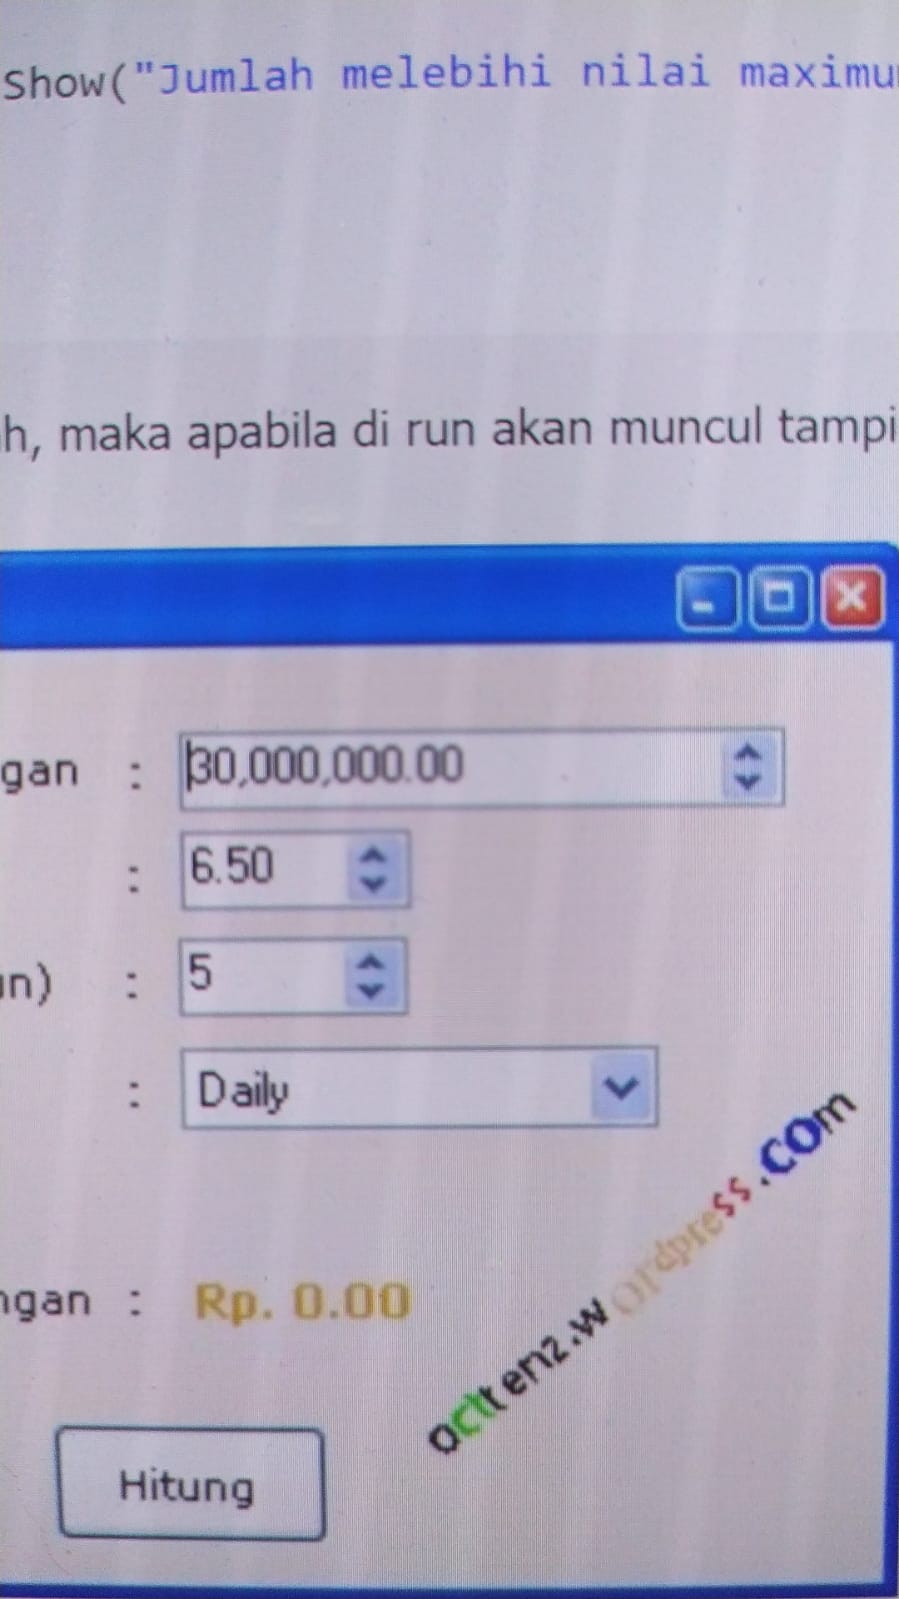 Show("Jumlah melebihi nilai maximu
h, maka apabila di run akan muncul tampi
gan : 30,000,000.00
: 6.50
n) : 5
: Daily
acttenz.wordpress.com
ngan : Rp. 0.00
Hitung